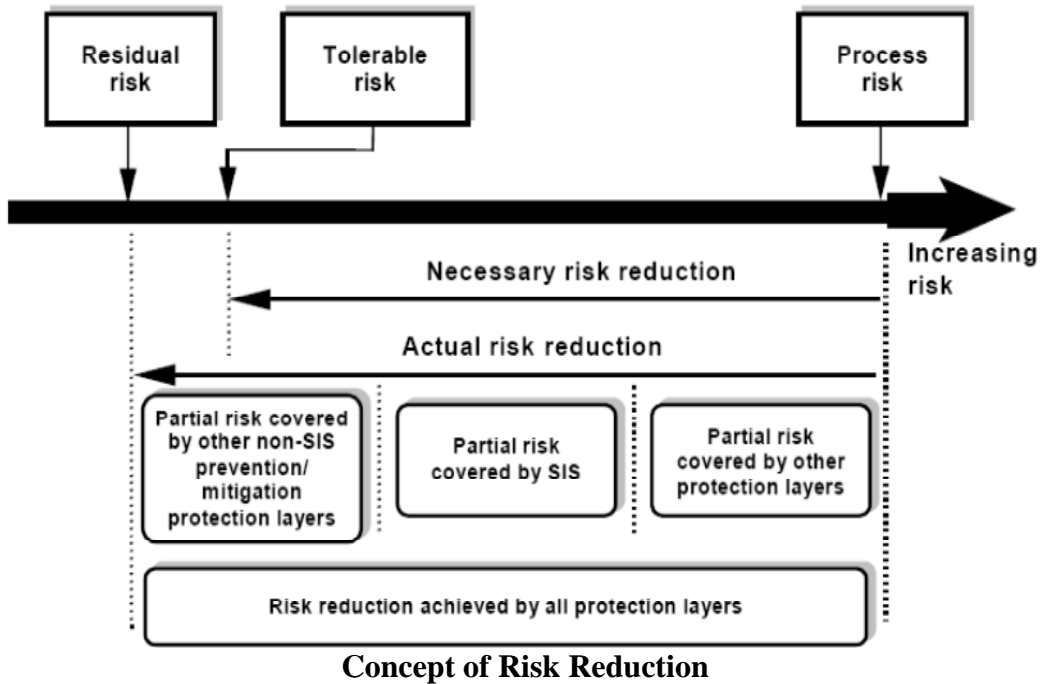 Residual
risk
Tolerable
risk
Process
risk
Increasing
risk
Necessary risk reduction
Actual risk reduction
Partial risk covered
by other non-SIS
prevention/
mitigation
protection layers
Partial risk
covered by SIS
Partial risk
covered by other
protection layers
Risk reduction achieved by all protection layers
Concept of Risk Reduction